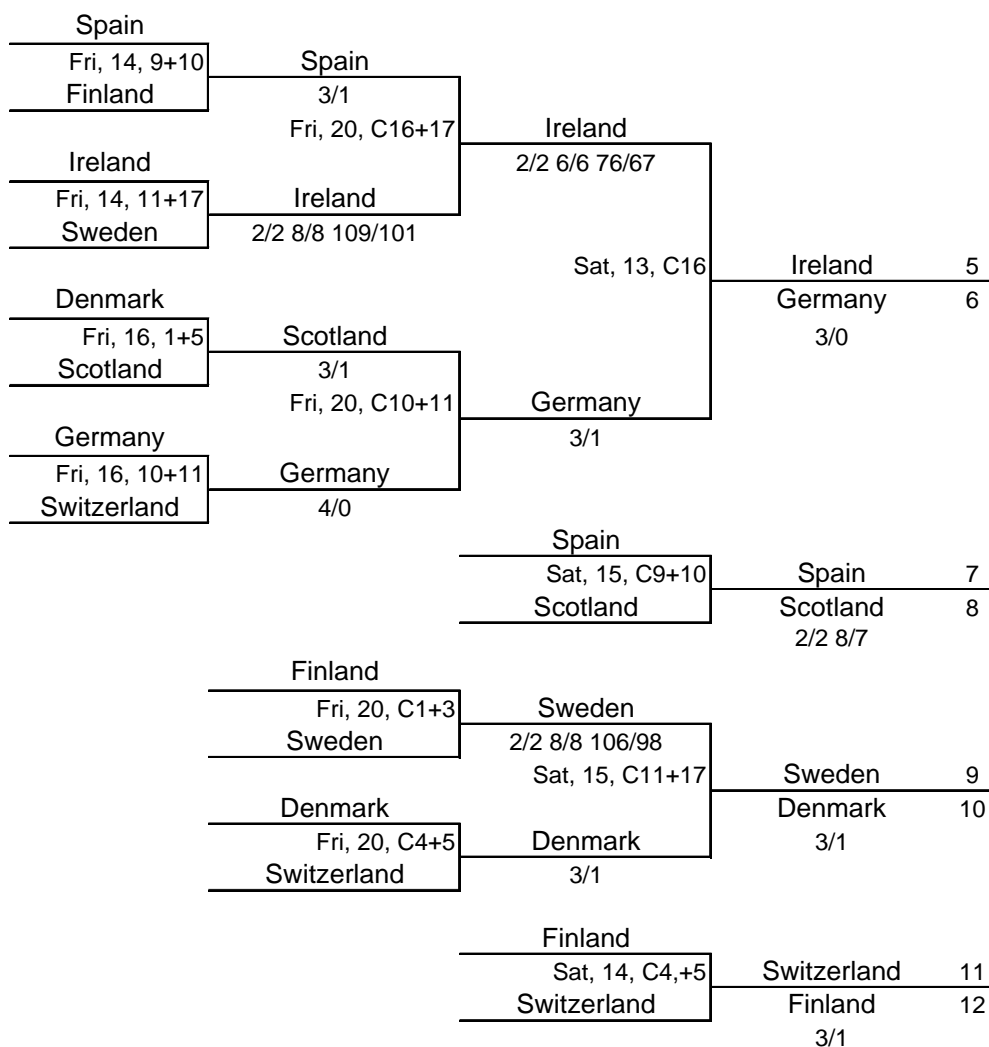 Spain
Fri, 14, 9+10
Spain
Finland
3/1
Fri, 20, C16+17
Ireland
Ireland
2/2 6/6 76/67
Fri, 14, 11+17
Ireland
Sweden
2/2 8/8 109/101
Sat, 13, C16
Ireland 5
Denmark
Germany 6
Fri, 16, 1+5
Scotland
3/0
Scotland
3/1
Fri, 20, C10+11
Germany
Germany
3/1
Fri, 16, 10+11
Germany
Switzerland
4/0
Spain
Sat, 15, C9+10
Spain 7
Scotland
Scotland 8
2/2 8/7
Finland
Fri, 20, C1+3
Sweden
Sweden
2/2 8/8 106/98
Sat, 15, C11+17
Sweden 9
Denmark
Denmark 10
Fri, 20, C4+5
Denmark
3/1
Switzerland
3/1
Finland
Sat, 14, C4,+5
Switzerland 11
Switzerland
Finland 12
3/1